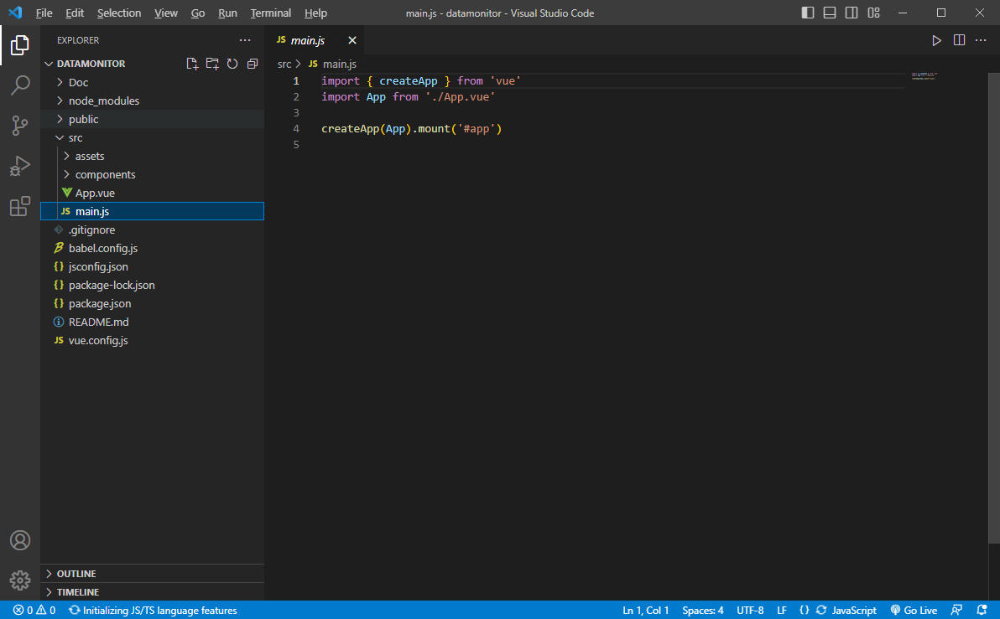 File Edit Selection View Go Run Terminal Help main.js - datamonitor - Visual Studio Code
EXPLORER
DATAMONITOR
Doc
node_modules
public
src
assets
components
App.vue
JS main.js
.gitignore
babel.config.js
{} jsconfig.json
{} package-lock.json
{} package.json
README.md
JS vue.config.js
OUTLINE
TIMELINE
JS main.js
src > JS main.js
1 import { createApp } from 'vue'
2 import App from './App.vue'
3
4 createApp(App).mount('#app')
5
0 0 Initializing JS/TS language features Ln 1, Col 1 Spaces: 4 UTF-8 LF {} JavaScript Go Live